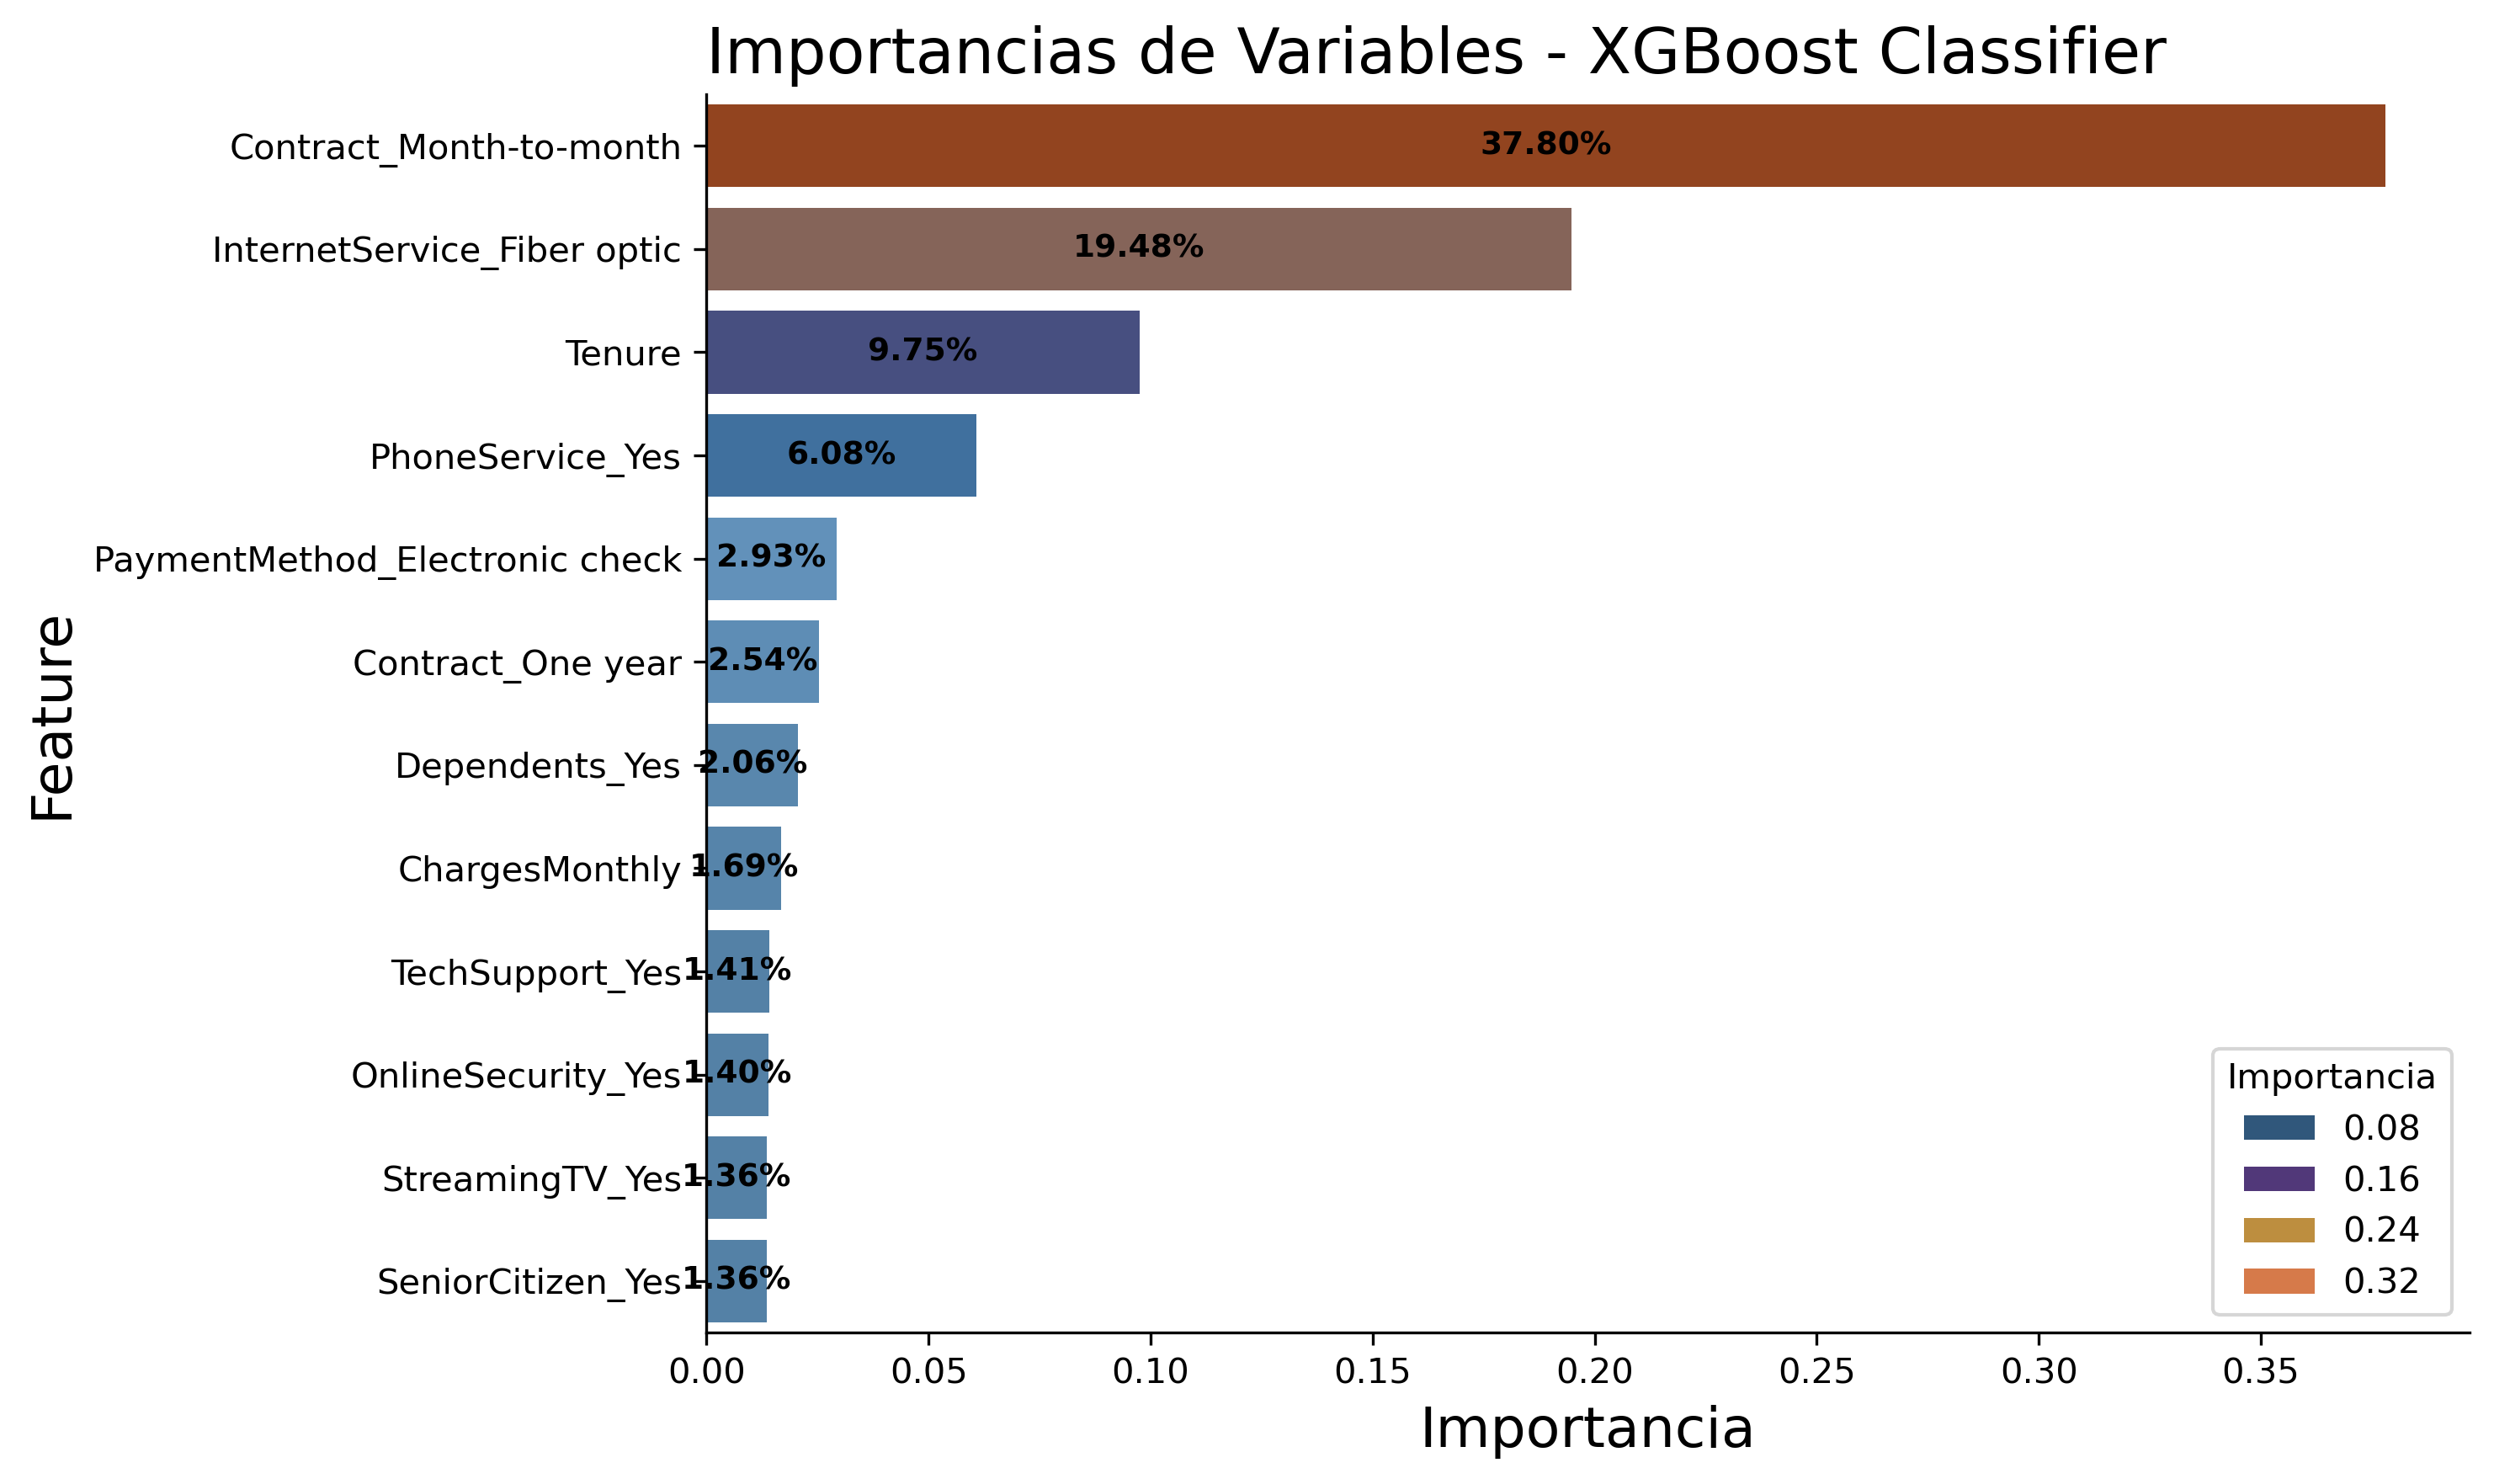 Importancias de Variables - XGBoost Classifier
Feature
Contract_Month-to-month 37.80%
InternetService_Fiber optic 19.48%
Tenure 9.75%
PhoneService_Yes 6.08%
PaymentMethod_Electronic check 2.93%
Contract_One year 2.54%
Dependents_Yes 2.06%
ChargesMonthly 1.69%
TechSupport_Yes 1.41%
OnlineSecurity_Yes 1.40%
StreamingTV_Yes 1.36%
SeniorCitizen_Yes 1.36%
Importancia
0.08
0.16
0.24
0.32
0.00 0.05 0.10 0.15 0.20 0.25 0.30 0.35
Importancia